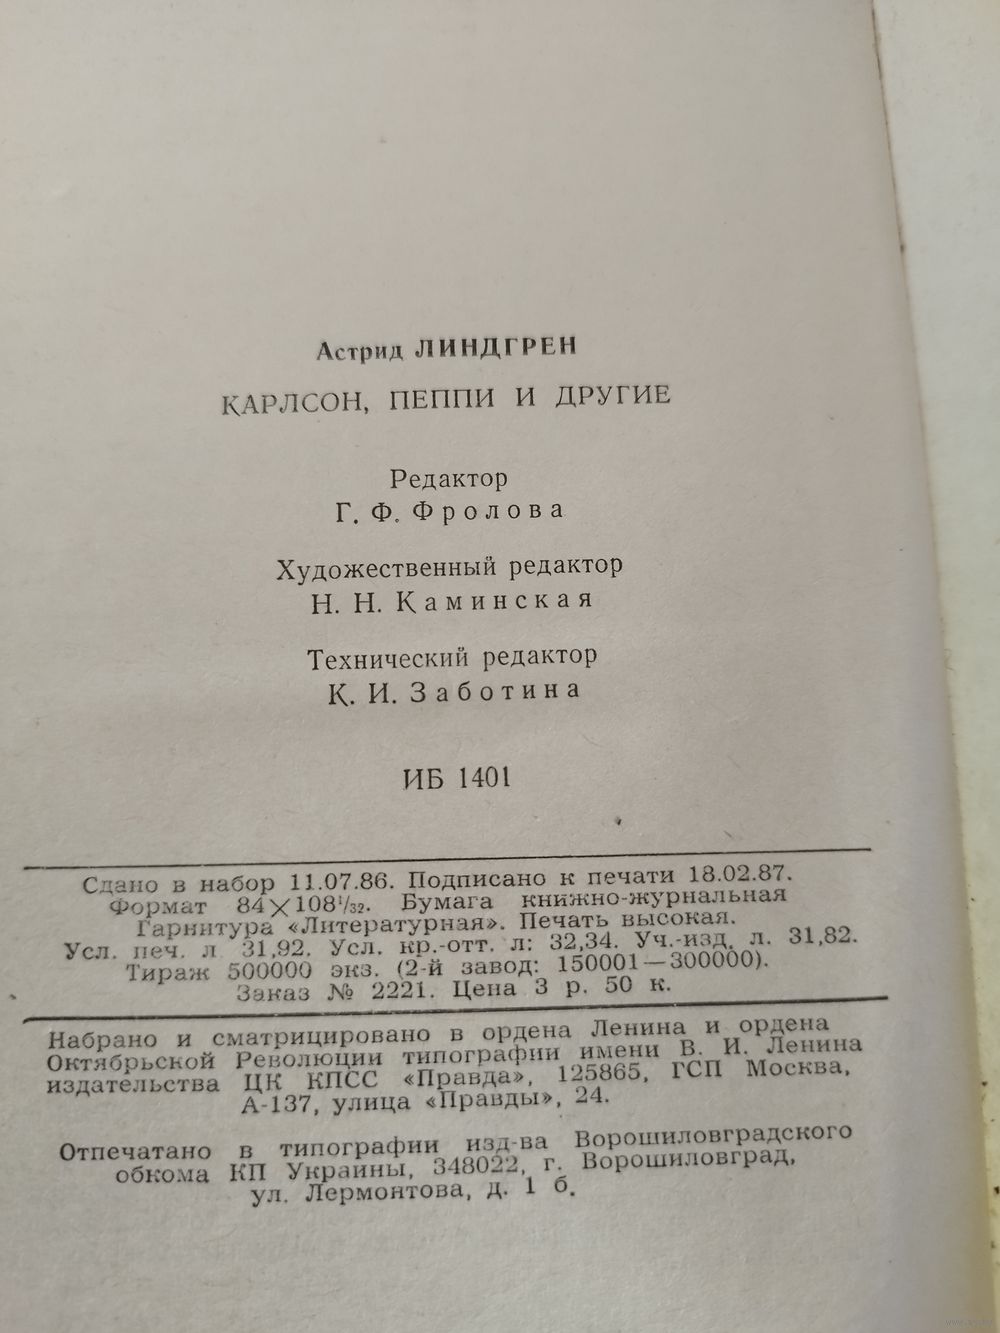 Астрид ЛИНДГРЕН
КАРЛСОН, ПЕППИ И ДРУГИЕ
Редактор
Г. Ф. Фролова
Художественный редактор
Н. Н. Каминская
Технический редактор
К. И. Заботина
ИБ 1401
Сдано в набор 11.07.86. Подписано к печати 18.02.87.
Формат 84×108¹/₃₂. Бумага книжно-журнальная
Гарнитура «Литературная». Печать высокая.
Усл. печ. л 31,92. Усл. кр.-отт. л: 32,34. Уч.-изд. л. 31,82.
Тираж 500000 экз. (2-й завод: 150001—300000).
Заказ № 2221. Цена 3 р. 50 к.
Набрано и сматрицировано в ордена Ленина и ордена
Октябрьской Революции типографии имени В. И. Ленина
издательства ЦК КПСС «Правда», 125865, ГСП Москва,
А-137, улица «Правды», 24.
Отпечатано в типографии изд-ва Ворошиловградского
обкома КП Украины, 348022, г. Ворошиловград,
ул. Лермонтова, д. 1 б.